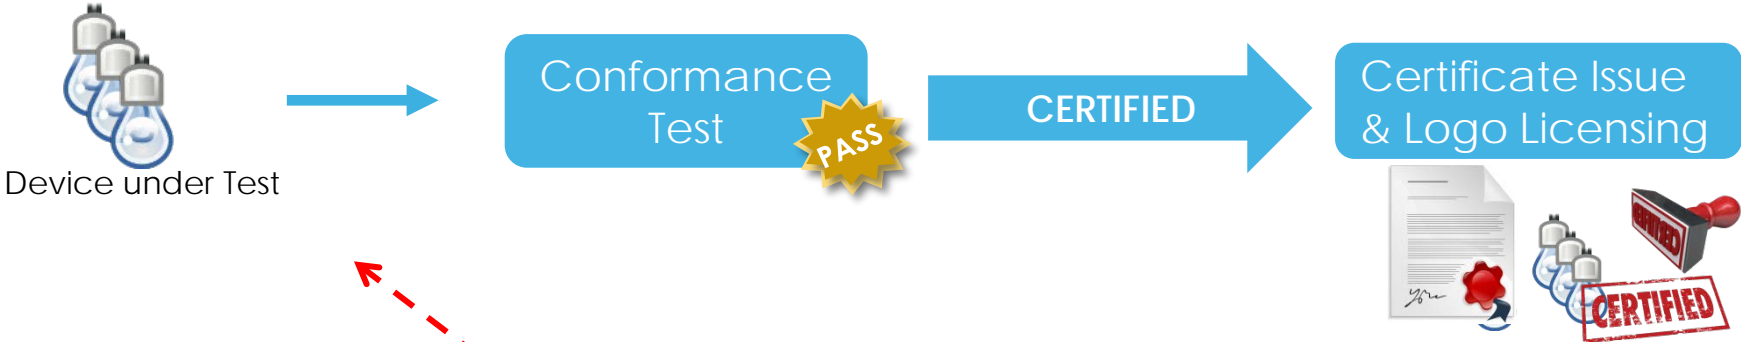 Conformance
Test
PASS
CERTIFIED
Certificate Issue
& Logo Licensing
Device under Test
CERTIFIED
CERTIFIED